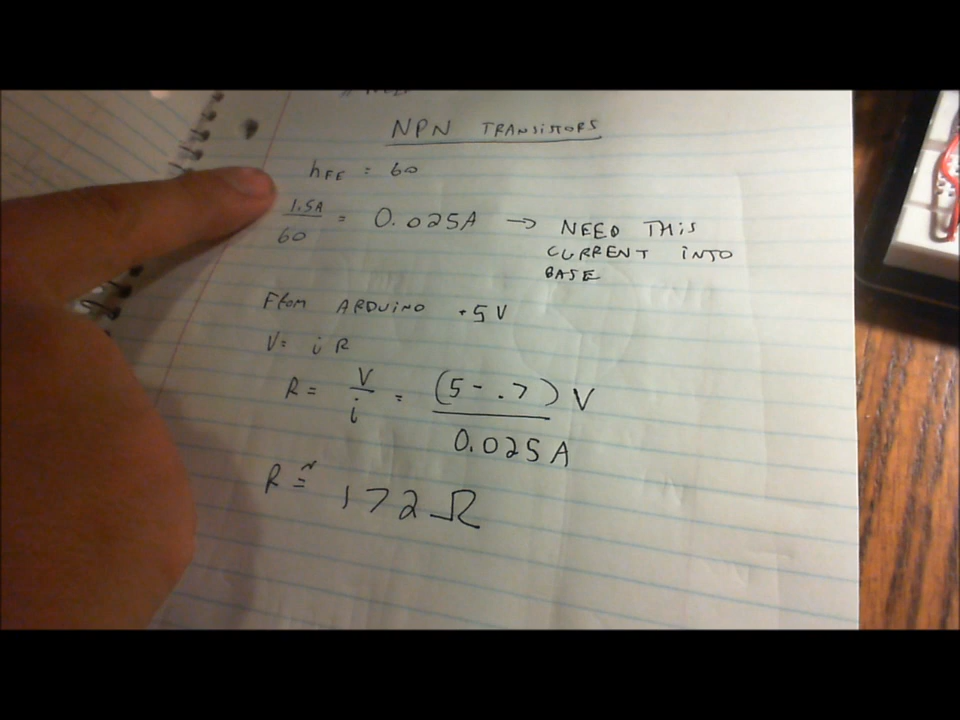 NPN TRANSISTORS
hFE = 60
1.5A / 60 = 0.025A → NEED THIS
CURRENT INTO
BASE
From ARDUINO +5V
V= iR
R = V / i = (5 - .7) V / 0.025A
R ≅ 172 Ω